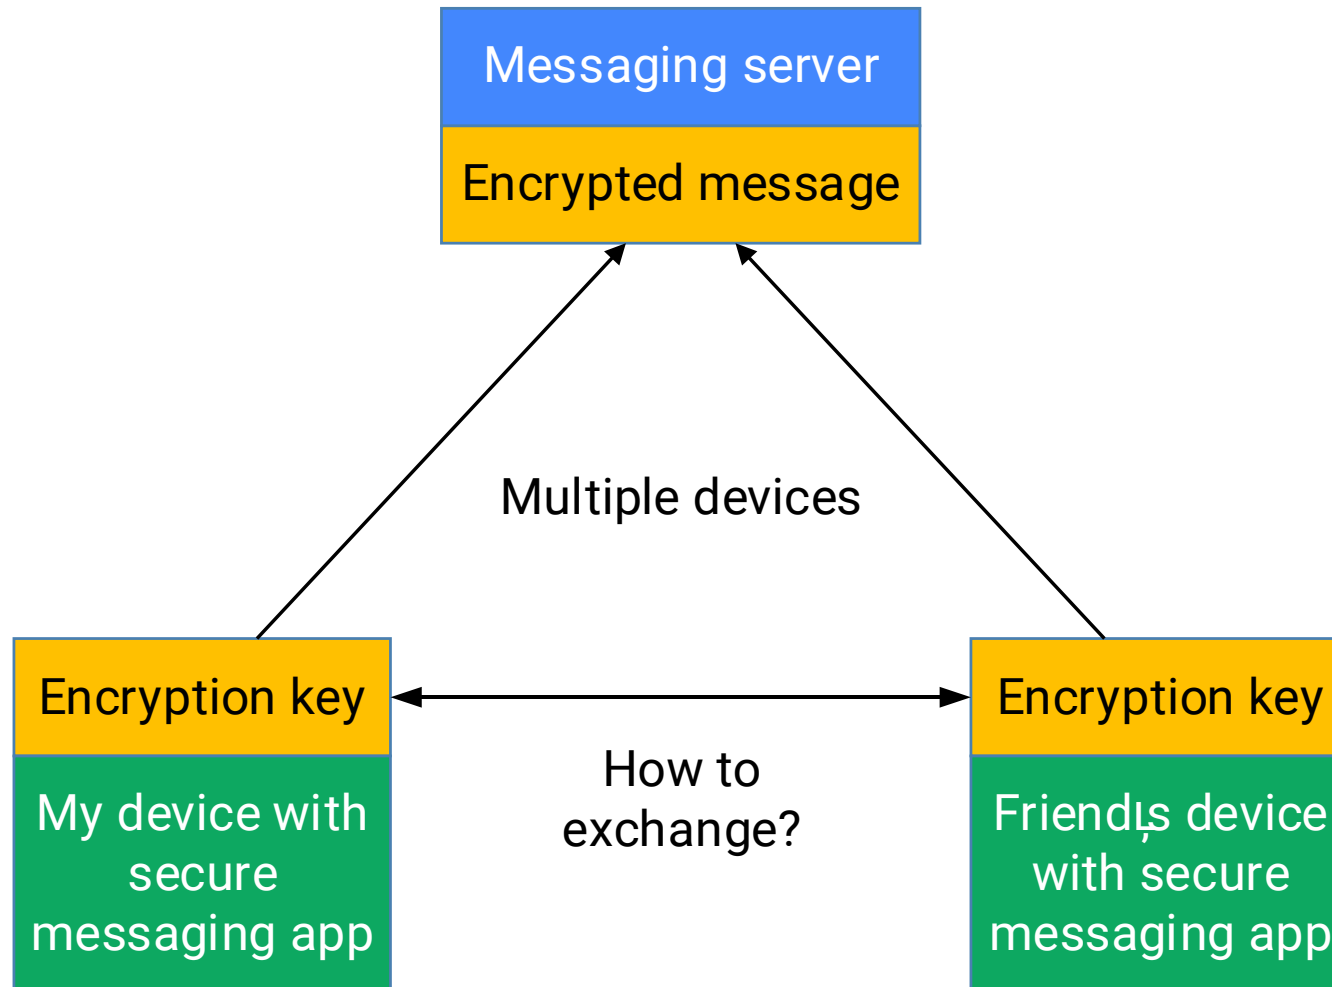 Messaging server
Encrypted message
Multiple devices
Encryption key
Encryption key
How to
exchange?
My device with
secure
messaging app
Friendı̦s device
with secure
messaging app